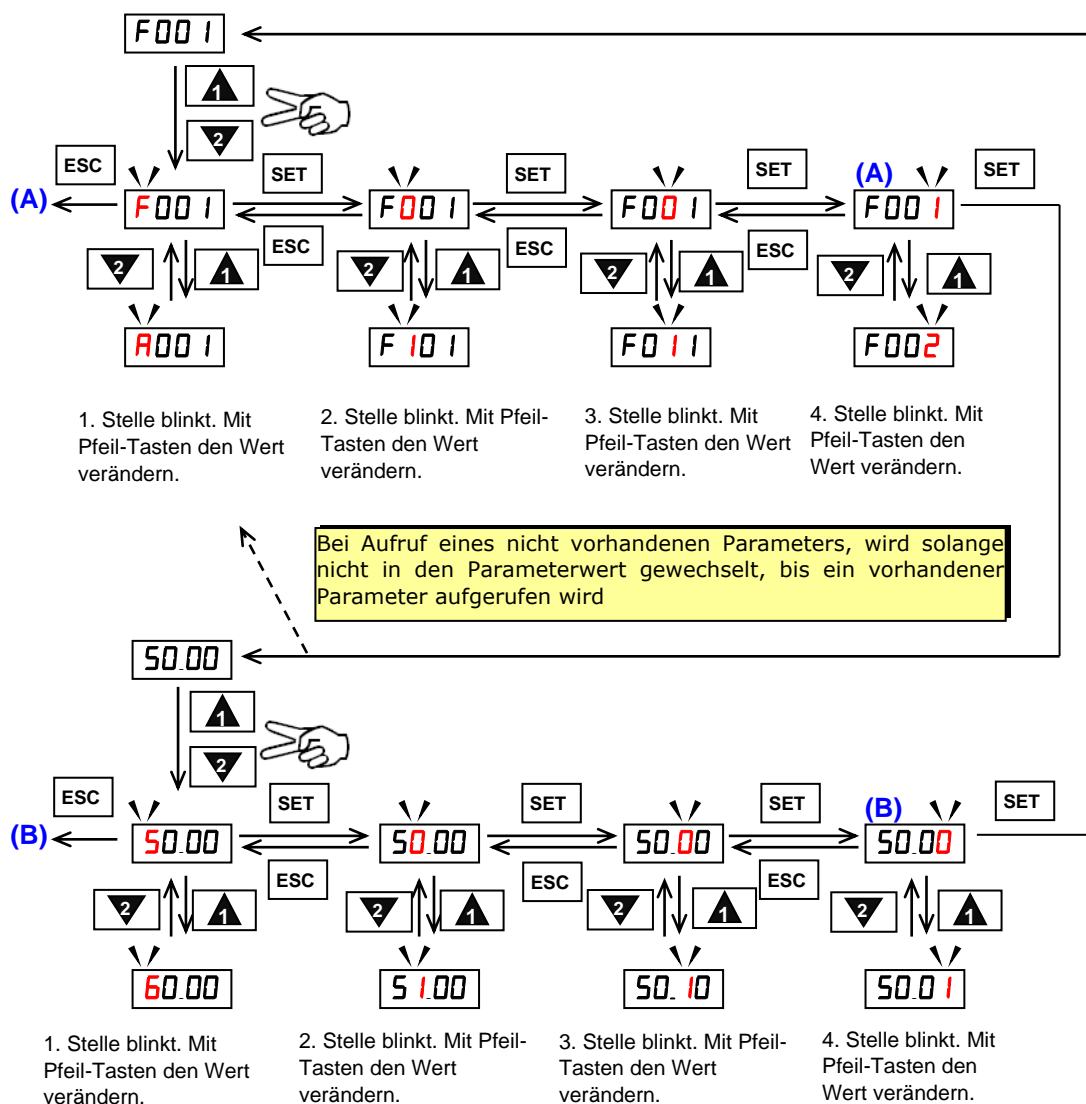 F001
1
2
ESC
SET
SET
SET
(A)
SET
(A)
F001
F001
F001
F001
ESC
ESC
ESC
2
1
2
1
2
1
2
1
A001
F101
F011
F002
1. Stelle blinkt. Mit
Pfeil-Tasten den Wert
verändern.
2. Stelle blinkt. Mit Pfeil-
Tasten den Wert
verändern.
3. Stelle blinkt. Mit
Pfeil-Tasten den Wert
verändern.
4. Stelle blinkt. Mit
Pfeil-Tasten den
Wert verändern.
Bei Aufruf eines nicht vorhandenen Parameters, wird solange
nicht in den Parameterwert gewechselt, bis ein vorhandener
Parameter aufgerufen wird
50.00
1
2
ESC
SET
SET
SET
(B)
SET
(B)
50.00
50.00
50.00
50.00
ESC
ESC
ESC
2
1
2
1
2
1
2
1
60.00
51.00
50.10
50.01
1. Stelle blinkt. Mit
Pfeil-Tasten den Wert
verändern.
2. Stelle blinkt. Mit Pfeil-
Tasten den Wert
verändern.
3. Stelle blinkt. Mit Pfeil-
Tasten den Wert
verändern.
4. Stelle blinkt. Mit
Pfeil-Tasten den
Wert verändern.